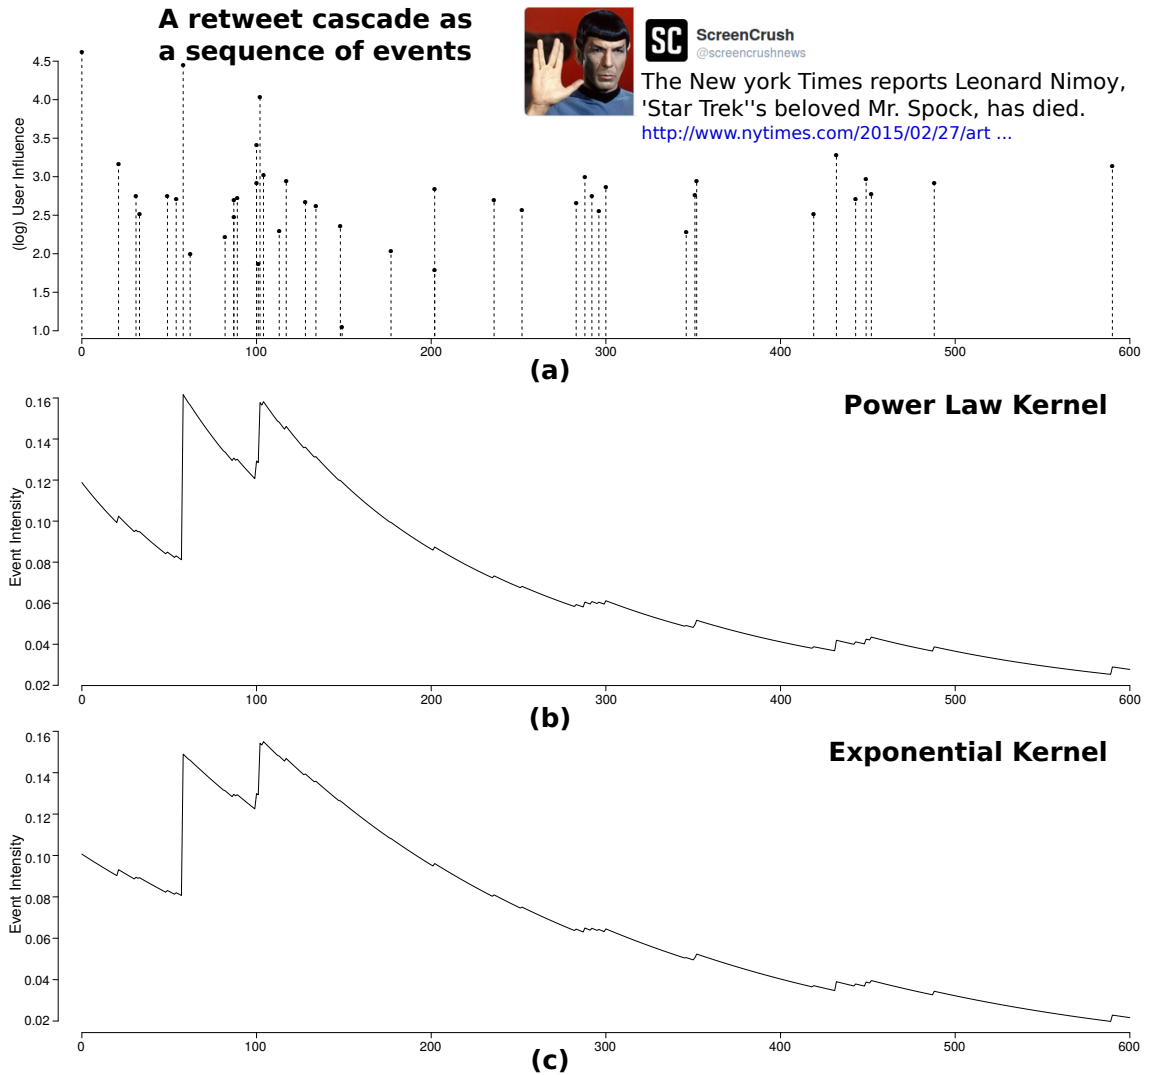 A retweet cascade as
a sequence of events
SC
ScreenCrush
@screencrushnews
The New york Times reports Leonard Nimoy,
'Star Trek''s beloved Mr. Spock, has died.
http://www.nytimes.com/2015/02/27/art ...
(log) User Influence
4.5
4.0
3.5
3.0
2.5
2.0
1.5
1.0
0 100 200 300 400 500 600
(a)
Power Law Kernel
Event Intensity
0.16
0.14
0.12
0.10
0.08
0.06
0.04
0.02
0 100 200 300 400 500 600
(b)
Exponential Kernel
Event Intensity
0.16
0.14
0.12
0.10
0.08
0.06
0.04
0.02
0 100 200 300 400 500 600
(c)